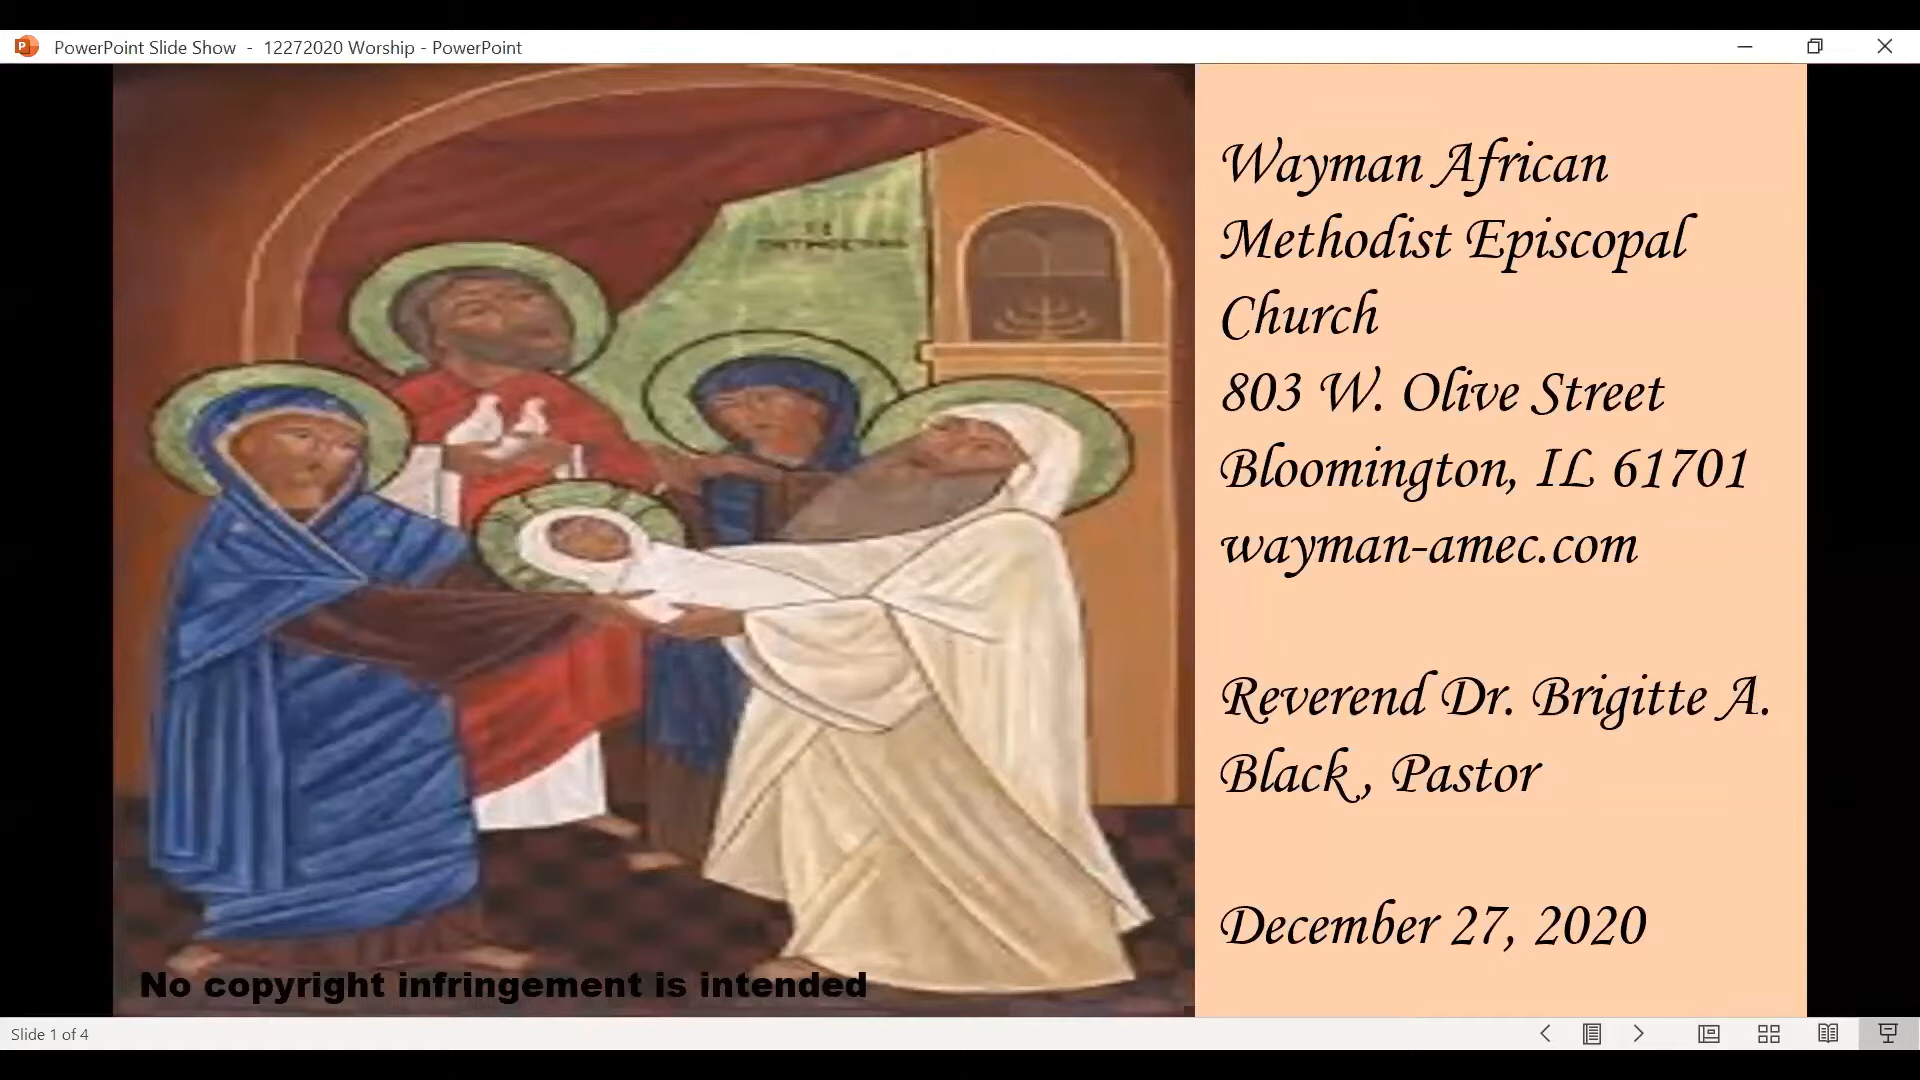 PowerPoint Slide Show - 12272020 Worship - PowerPoint
Wayman African
Methodist Episcopal
Church
803 W. Olive Street
Bloomington, IL 61701
wayman-amec.com
Reverend Dr. Brigitte A.
Black , Pastor
December 27, 2020
No copyright infringement is intended
Slide 1 of 4